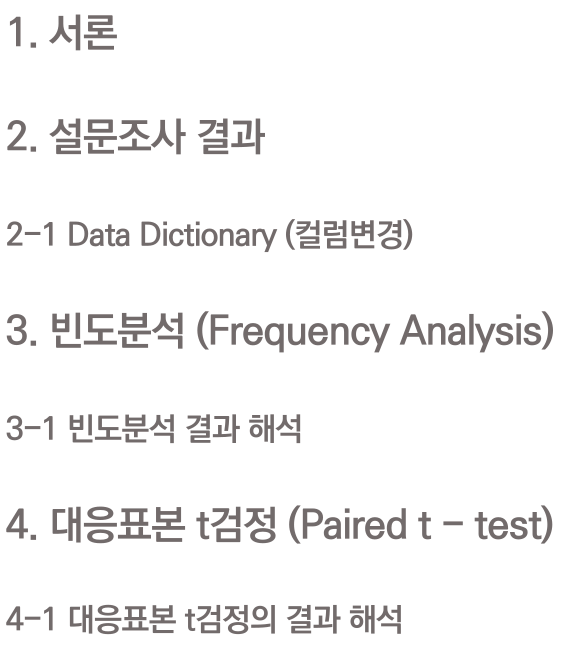 1. 서론
2. 설문조사 결과
2-1 Data Dictionary (컬럼변경)
3. 빈도분석 (Frequency Analysis)
3-1 빈도분석 결과 해석
4. 대응표본 t검정 (Paired t - test)
4-1 대응표본 t검정의 결과 해석